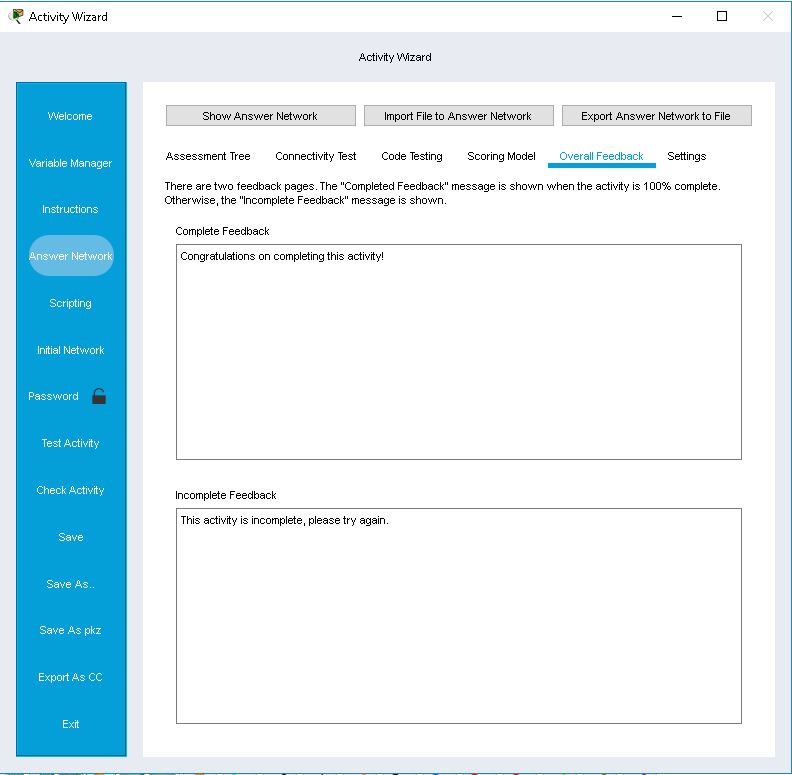 Activity Wizard
Activity Wizard
Welcome
Variable Manager
Instructions
Answer Network
Scripting
Initial Network
Password
Test Activity
Check Activity
Save
Save As..
Save As pkz
Export As CC
Exit
Show Answer Network
Import File to Answer Network
Export Answer Network to File
Assessment Tree
Connectivity Test
Code Testing
Scoring Model
Overall Feedback
Settings
There are two feedback pages. The "Completed Feedback" message is shown when the activity is 100% complete.
Otherwise, the "Incomplete Feedback" message is shown.
Complete Feedback
Congratulations on completing this activity!
Incomplete Feedback
This activity is incomplete, please try again.